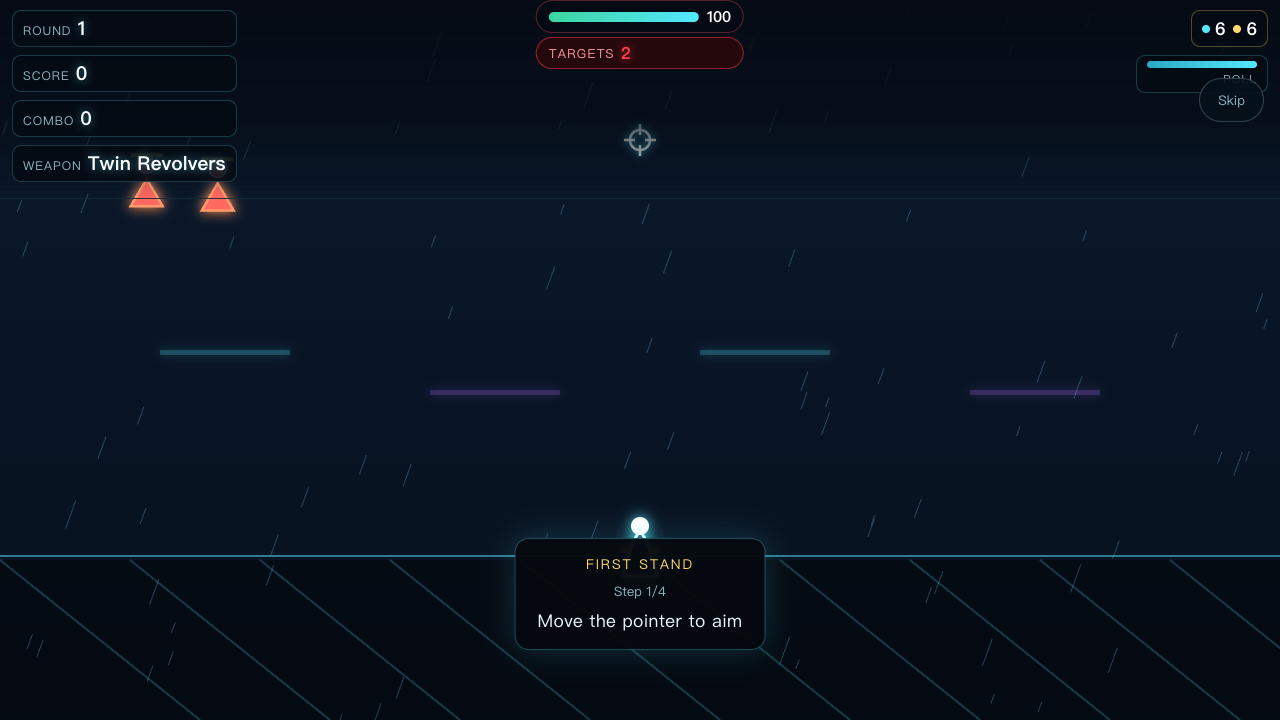 ROUND 1
SCORE 0
COMBO 0
WEAPON Twin Revolvers
100
TARGETS 2
6 6
Skip
FIRST STAND
Step 1/4
Move the pointer to aim